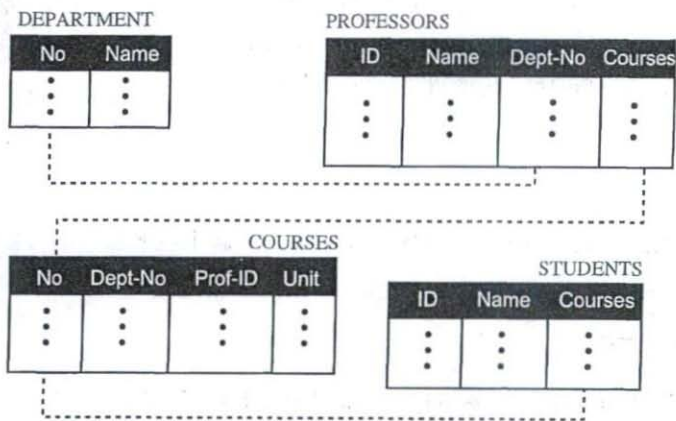 DEPARTMENT
No Name
PROFESSORS
ID Name Dept-No Courses
COURSES
No Dept-No Prof-ID Unit
STUDENTS
ID Name Courses